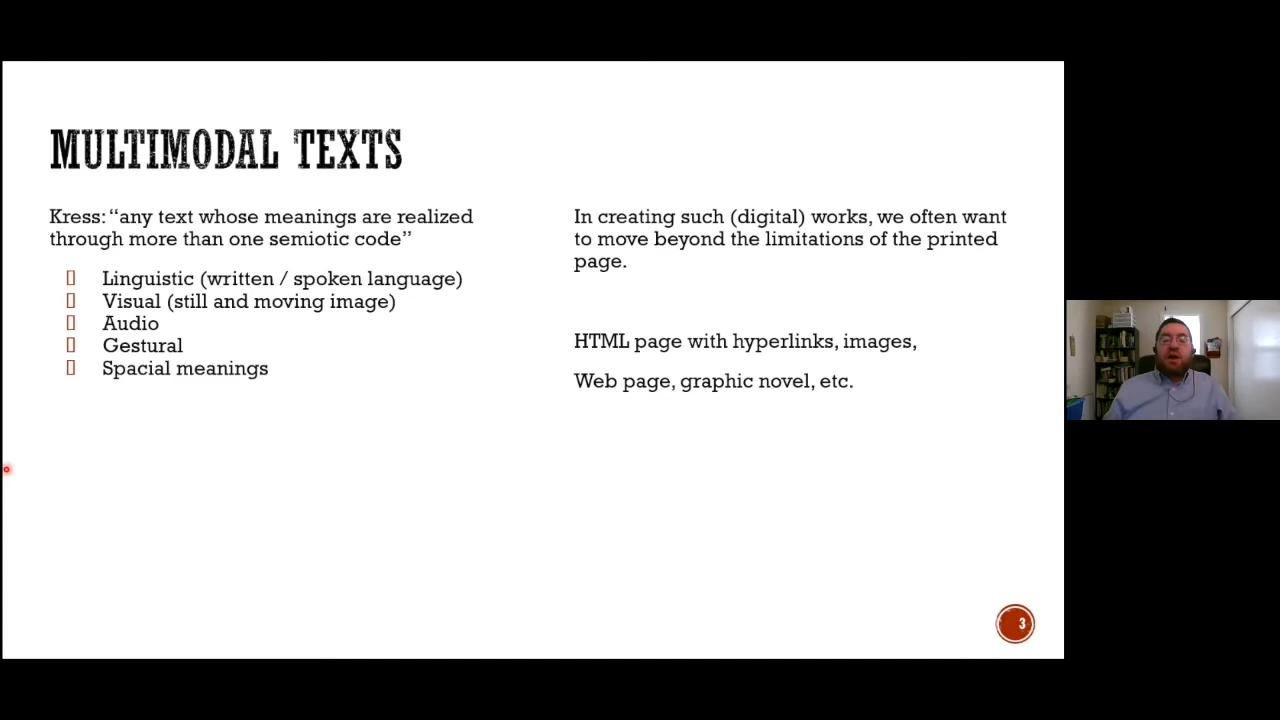 MULTIMODAL TEXTS
Kress: “any text whose meanings are realized
through more than one semiotic code”
Linguistic (written / spoken language)
Visual (still and moving image)
Audio
Gestural
Spacial meanings
In creating such (digital) works, we often want
to move beyond the limitations of the printed
page.
HTML page with hyperlinks, images,
Web page, graphic novel, etc.
3